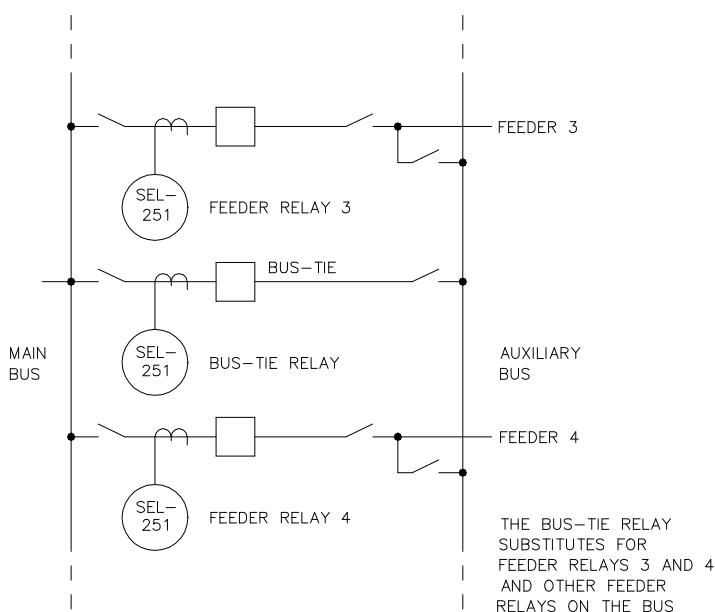 FEEDER 3
SEL-
251
FEEDER RELAY 3
BUS-TIE
SEL-
251
BUS-TIE RELAY
MAIN
BUS
AUXILIARY
BUS
FEEDER 4
SEL-
251
FEEDER RELAY 4
THE BUS-TIE RELAY
SUBSTITUTES FOR
FEEDER RELAYS 3 AND 4
AND OTHER FEEDER
RELAYS ON THE BUS